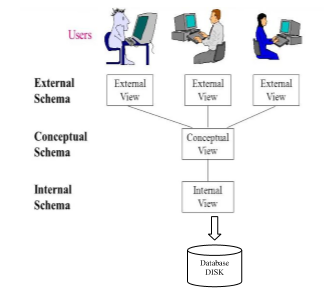 Users
External
Schema
External
View
External
View
External
View
Conceptual
Schema
Conceptual
View
Internal
Schema
Internal
View
Database
DISK